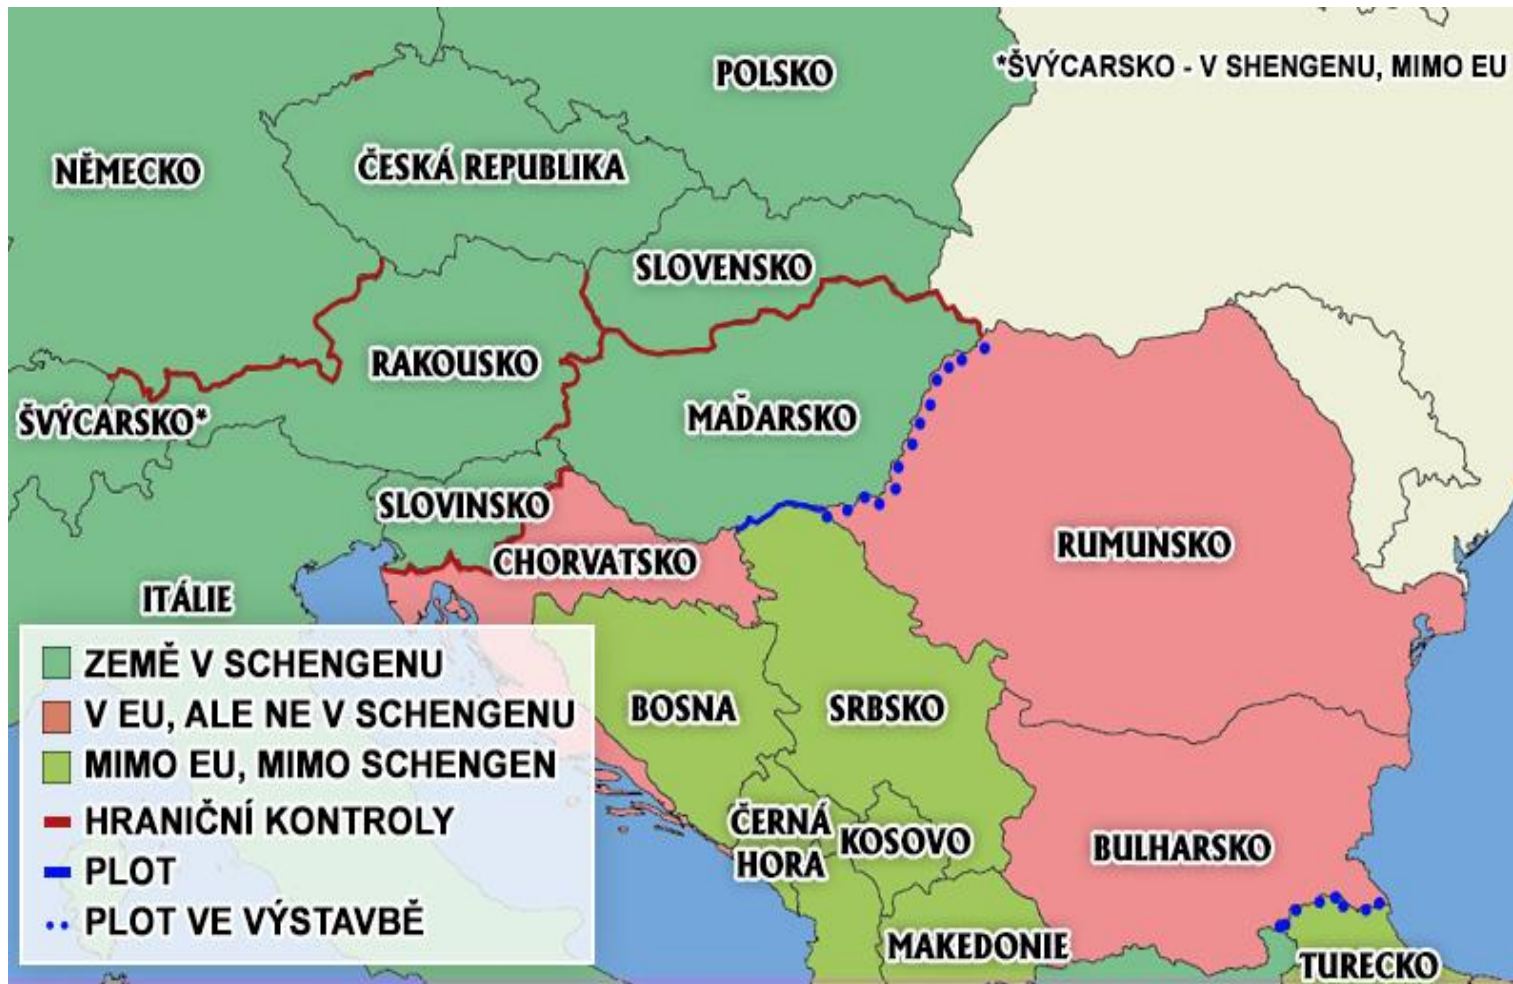 *ŠVÝCARSKO - V SHENGENU, MIMO EU
POLSKO
NĚMECKO
ČESKÁ REPUBLIKA
SLOVENSKO
RAKOUSKO
ŠVÝCARSKO*
MAĎARSKO
SLOVINSKO
CHORVATSKO
RUMUNSKO
ITÁLIE
BOSNA
SRBSKO
ČERNÁ
HORA
KOSOVO
BULHARSKO
MAKEDONIE
TURECKO
ZEMĚ V SCHENGENU
V EU, ALE NE V SCHENGENU
MIMO EU, MIMO SCHENGEN
HRANIČNÍ KONTROLY
PLOT
PLOT VE VÝSTAVBĚ